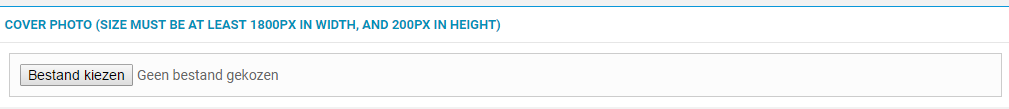 COVER PHOTO (SIZE MUST BE AT LEAST 1800PX IN WIDTH, AND 200PX IN HEIGHT)
Bestand kiezen Geen bestand gekozen